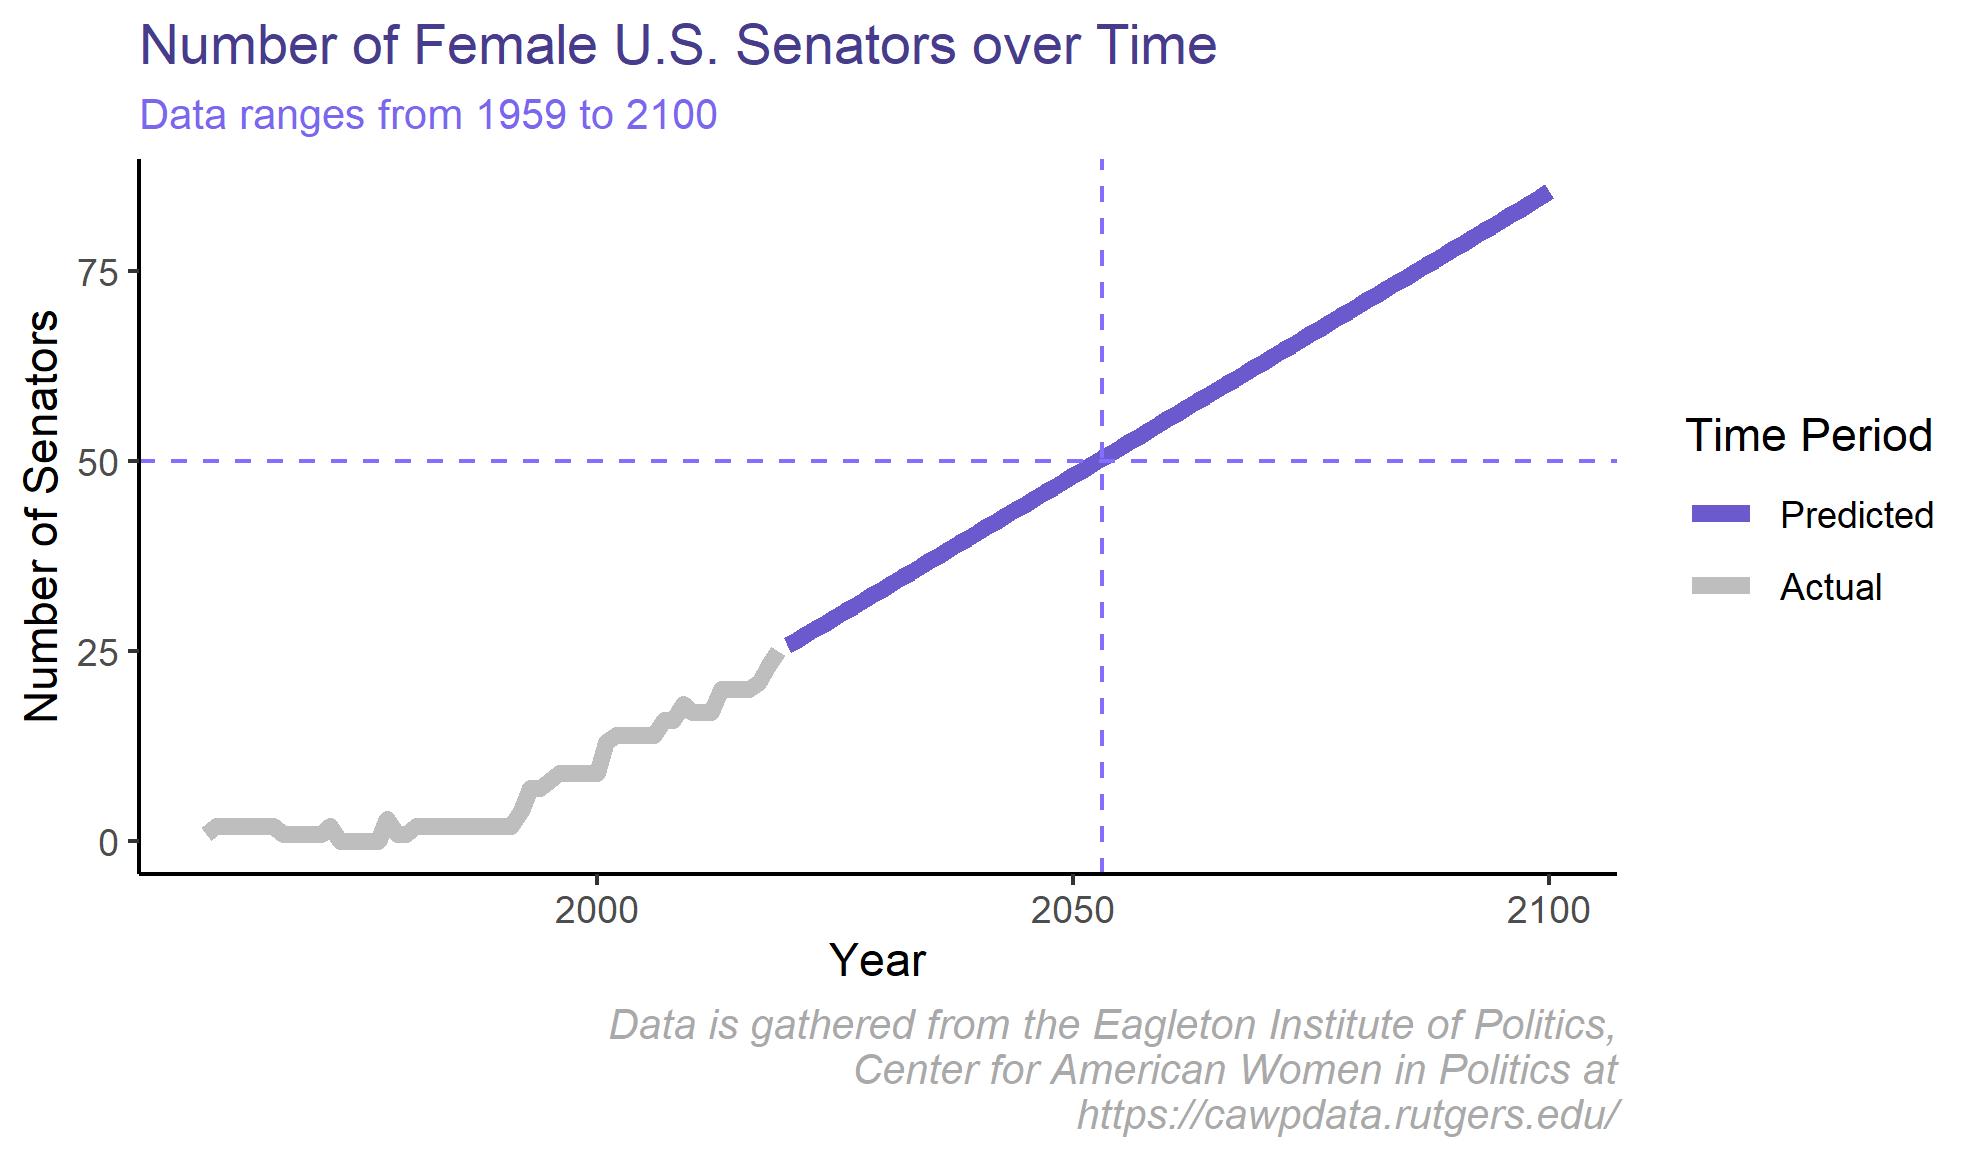 Number of Female U.S. Senators over Time
Data ranges from 1959 to 2100
Number of Senators
75
50
25
0
2000
2050
2100
Year
Time Period
Predicted
Actual
Data is gathered from the Eagleton Institute of Politics,
Center for American Women in Politics at
https://cawpdata.rutgers.edu/